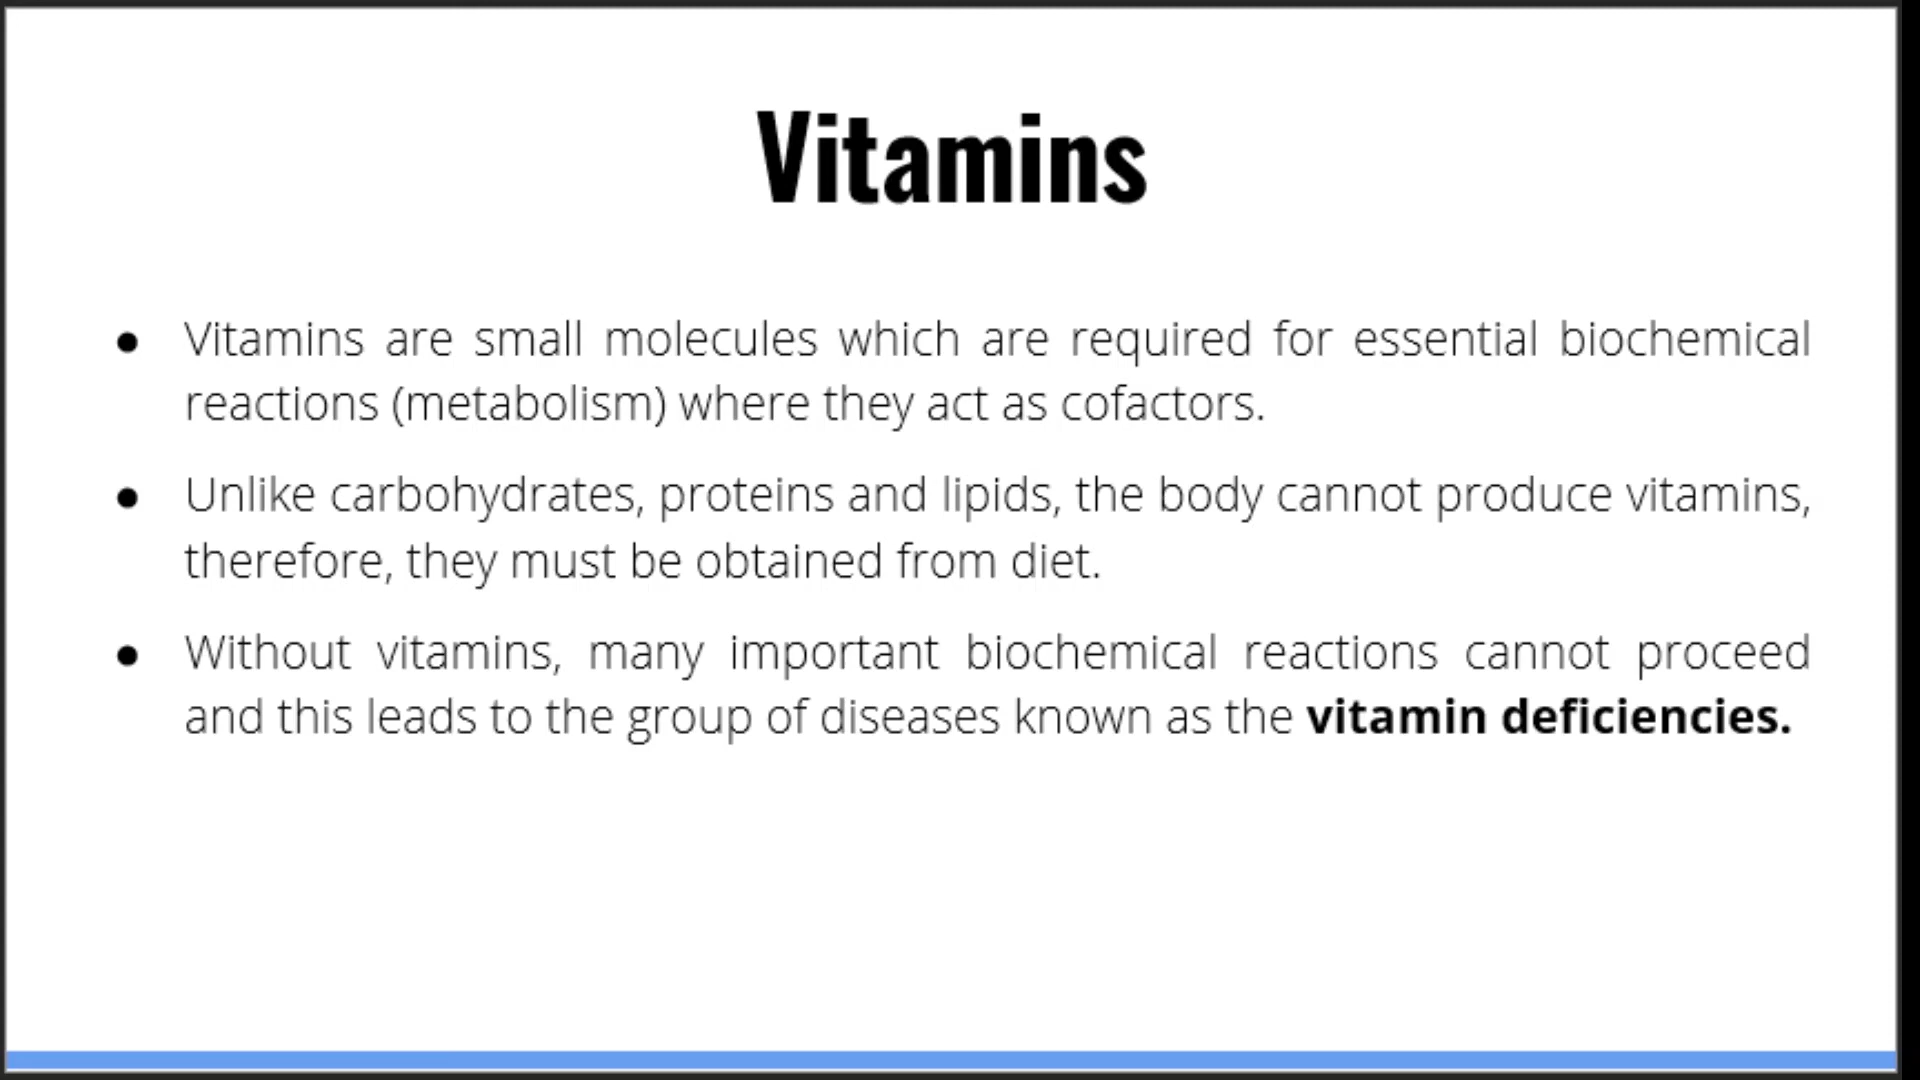 Vitamins
● Vitamins are small molecules which are required for essential biochemical
reactions (metabolism) where they act as cofactors.
● Unlike carbohydrates, proteins and lipids, the body cannot produce vitamins,
therefore, they must be obtained from diet.
● Without vitamins, many important biochemical reactions cannot proceed
and this leads to the group of diseases known as the vitamin deficiencies.